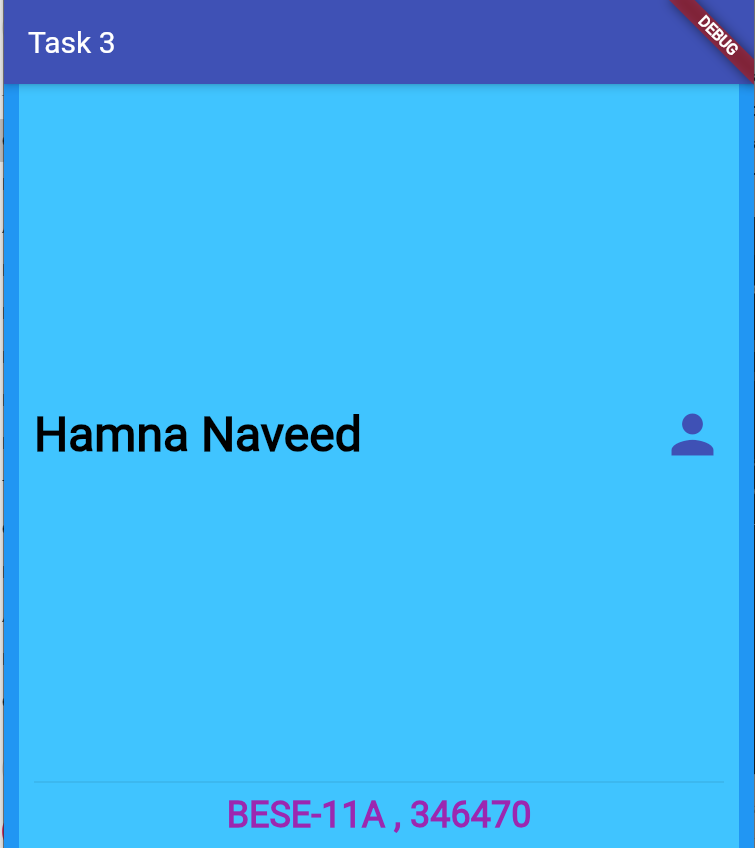 Task 3
DEBUG
Hamna Naveed
BESE-11A , 346470